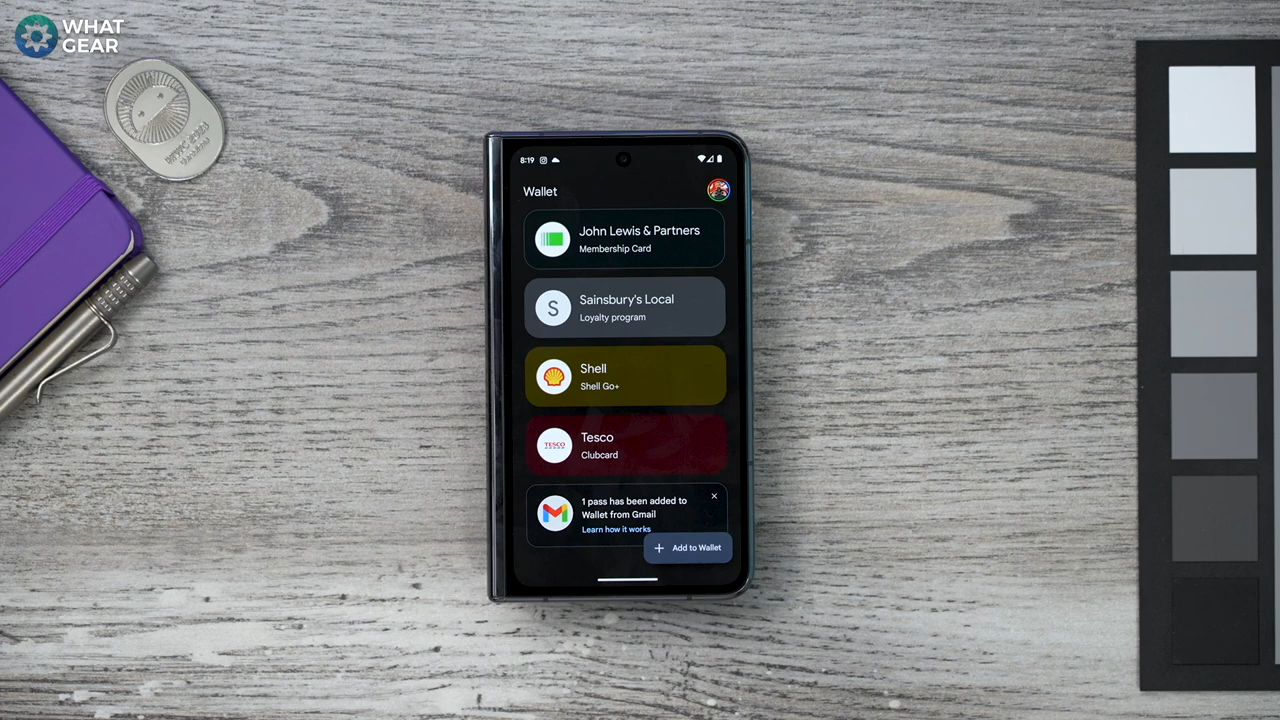 WHAT
GEAR
8:19
Wallet
John Lewis & Partners
Membership Card
S
Sainsbury's Local
Loyalty program
Shell
Shell Go+
TESCO
Tesco
Clubcard
1 pass has been added to
Wallet from Gmail
Learn how it works
+ Add to Wallet